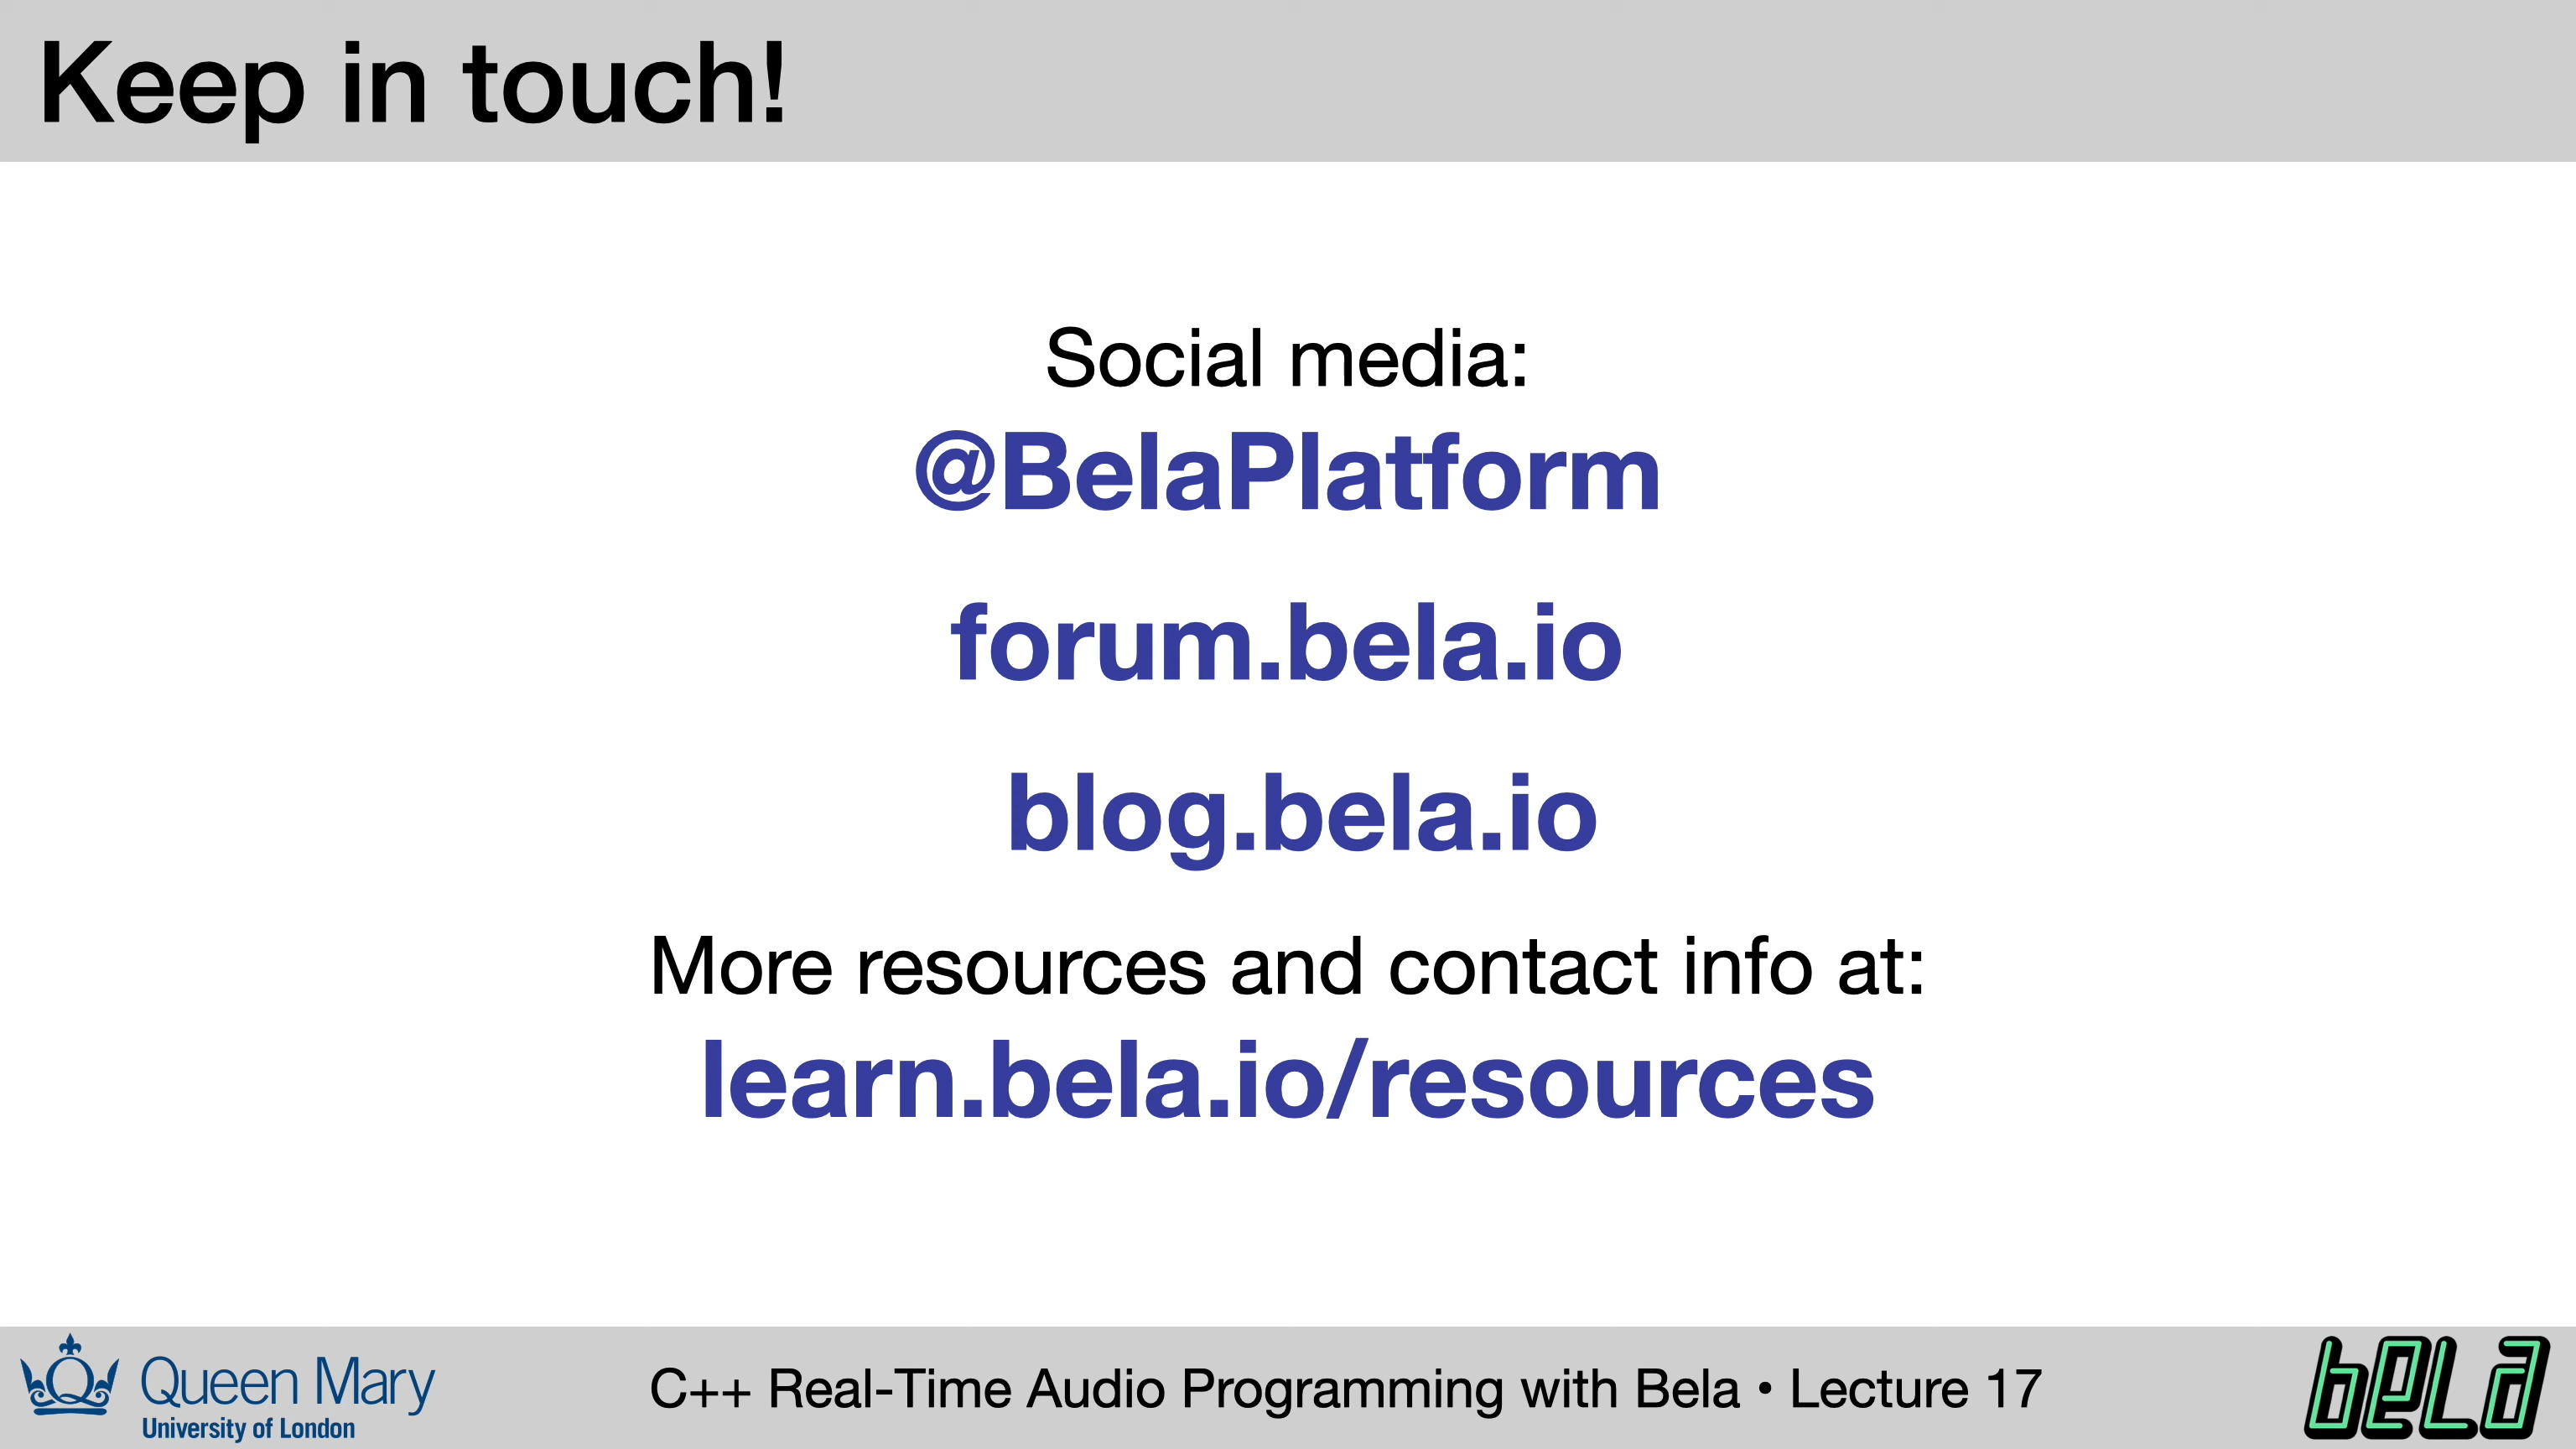 Keep in touch!
Social media:
@BelaPlatform
forum.bela.io
blog.bela.io
More resources and contact info at:
learn.bela.io/resources
Queen Mary
University of London
C++ Real-Time Audio Programming with Bela • Lecture 17
bela